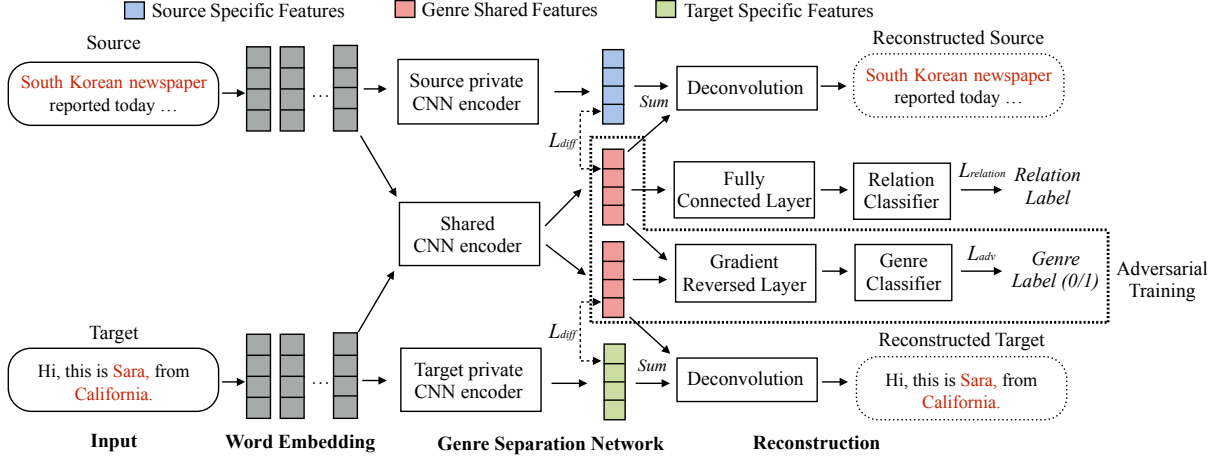 Source Specific Features
Genre Shared Features
Target Specific Features
Source
South Korean newspaper
reported today …
...
Source private
CNN encoder
Sum
Deconvolution
Reconstructed Source
South Korean newspaper
reported today …
Ldiff
Shared
CNN encoder
Fully
Connected Layer
Relation
Classifier
Lrelation
Relation
Label
Gradient
Reversed Layer
Genre
Classifier
Ladv
Genre
Label (0/1)
Adversarial
Training
Target
Hi, this is Sara, from
California.
...
Target private
CNN encoder
Ldiff
Sum
Deconvolution
Reconstructed Target
Hi, this is Sara, from
California.
Input
Word Embedding
Genre Separation Network
Reconstruction